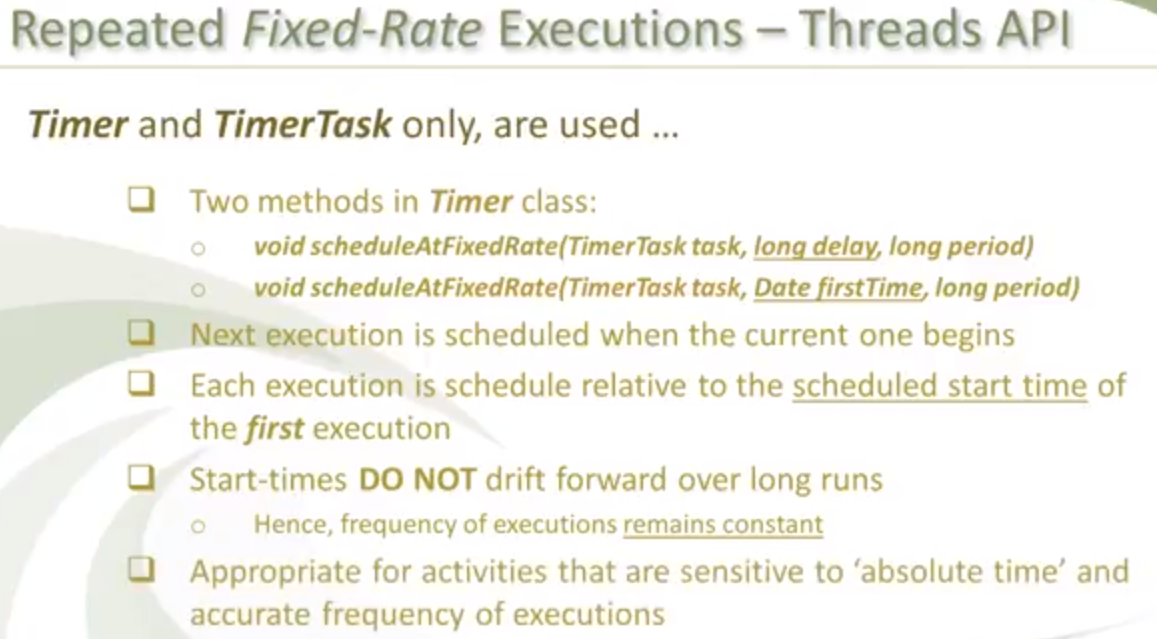 Repeated Fixed-Rate Executions – Threads API
Timer and TimerTask only, are used ...
❑ Two methods in Timer class:
○ void scheduleAtFixedRate(TimerTask task, long delay, long period)
○ void scheduleAtFixedRate(TimerTask task, Date firstTime, long period)
❑ Next execution is scheduled when the current one begins
❑ Each execution is schedule relative to the scheduled start time of
the first execution
❑ Start-times DO NOT drift forward over long runs
○ Hence, frequency of executions remains constant
❑ Appropriate for activities that are sensitive to ‘absolute time’ and
accurate frequency of executions